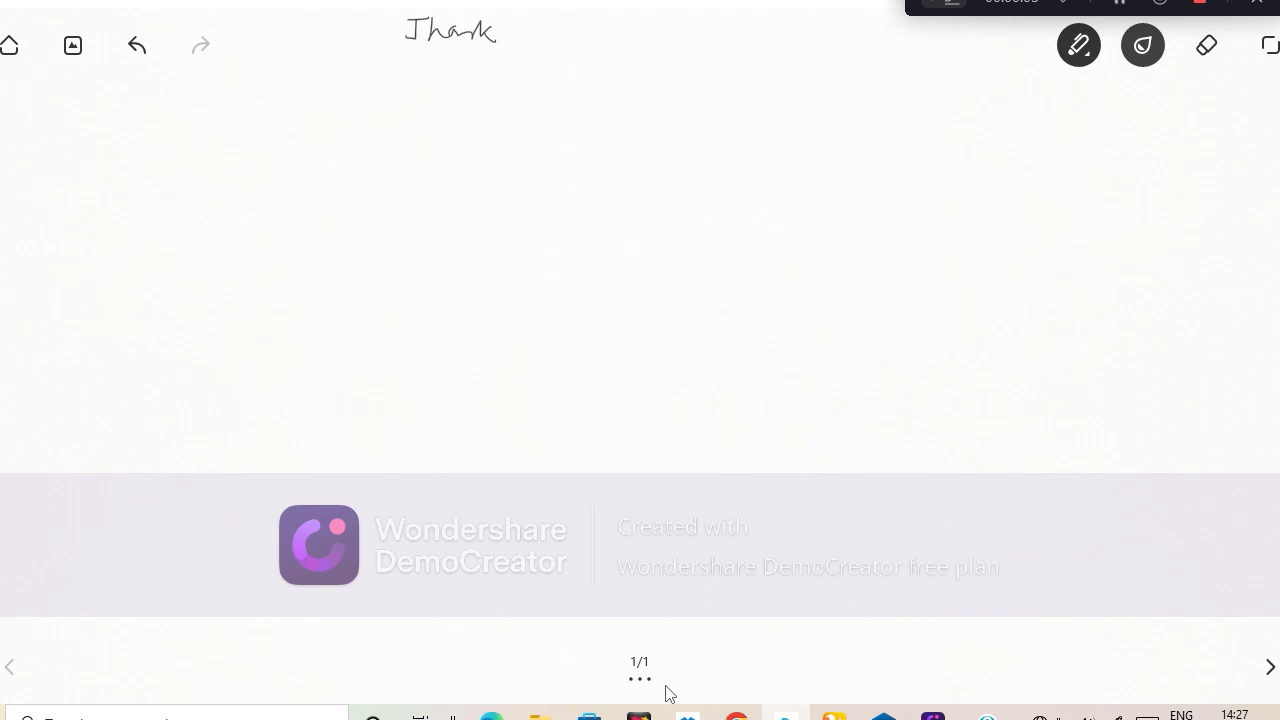 Thank
Wondershare
DemoCreator
Created with
Wondershare DemoCreator free plan
1/1
ENG
14:27